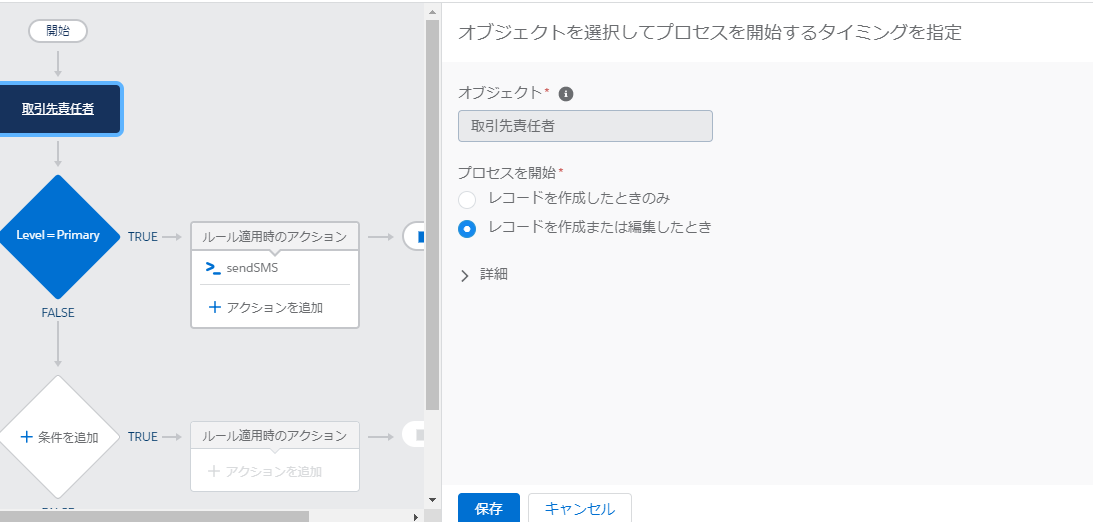 開始
取引先責任者
Level=Primary
TRUE
ルール適用時のアクション
sendSMS
アクションを追加
FALSE
条件を追加
TRUE
ルール適用時のアクション
アクションを追加
FALSE
オブジェクトを選択してプロセスを開始するタイミングを指定
オブジェクト*
取引先責任者
プロセスを開始*
レコードを作成したときのみ
レコードを作成または編集したとき
詳細
保存
キャンセル